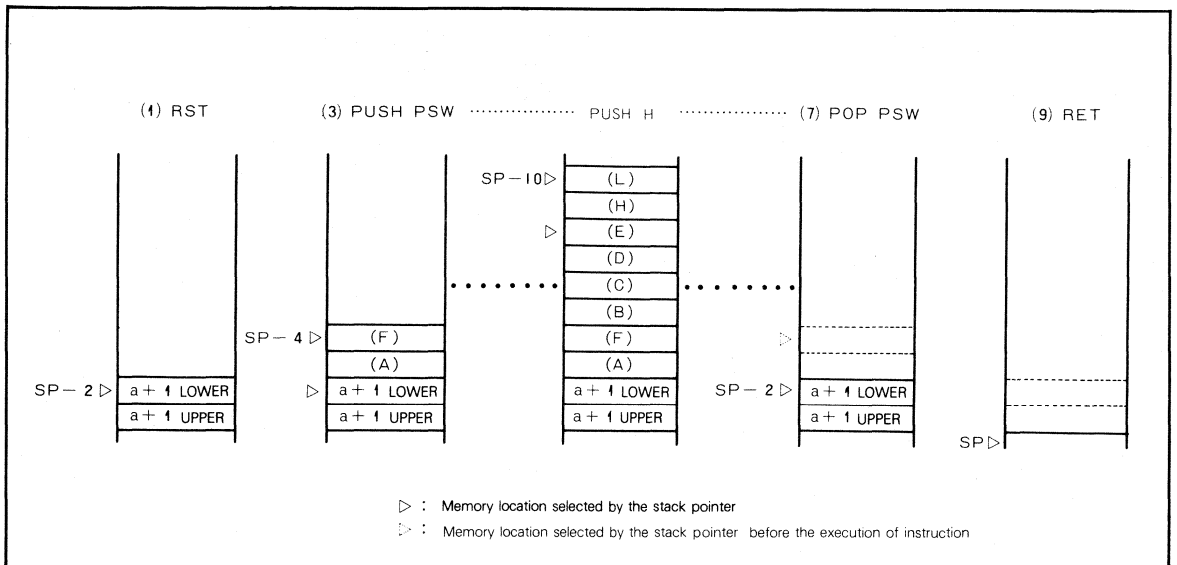 (1) RST
(3) PUSH PSW ················ PUSH H ················ (7) POP PSW
(9) RET
SP−10▷ (L)
(H)
▷ (E)
(D)
(C)
(B)
SP− 4 ▷ (F) (F)
(A) (A)
SP− 2 ▷ a+ 1 LOWER ▷ a+ 1 LOWER a+ 1 LOWER SP− 2 ▷ a+ 1 LOWER
a+ 1 UPPER a+ 1 UPPER a+ 1 UPPER a+ 1 UPPER
SP▷
▷ : Memory location selected by the stack pointer
▷ : Memory location selected by the stack pointer before the execution of instruction